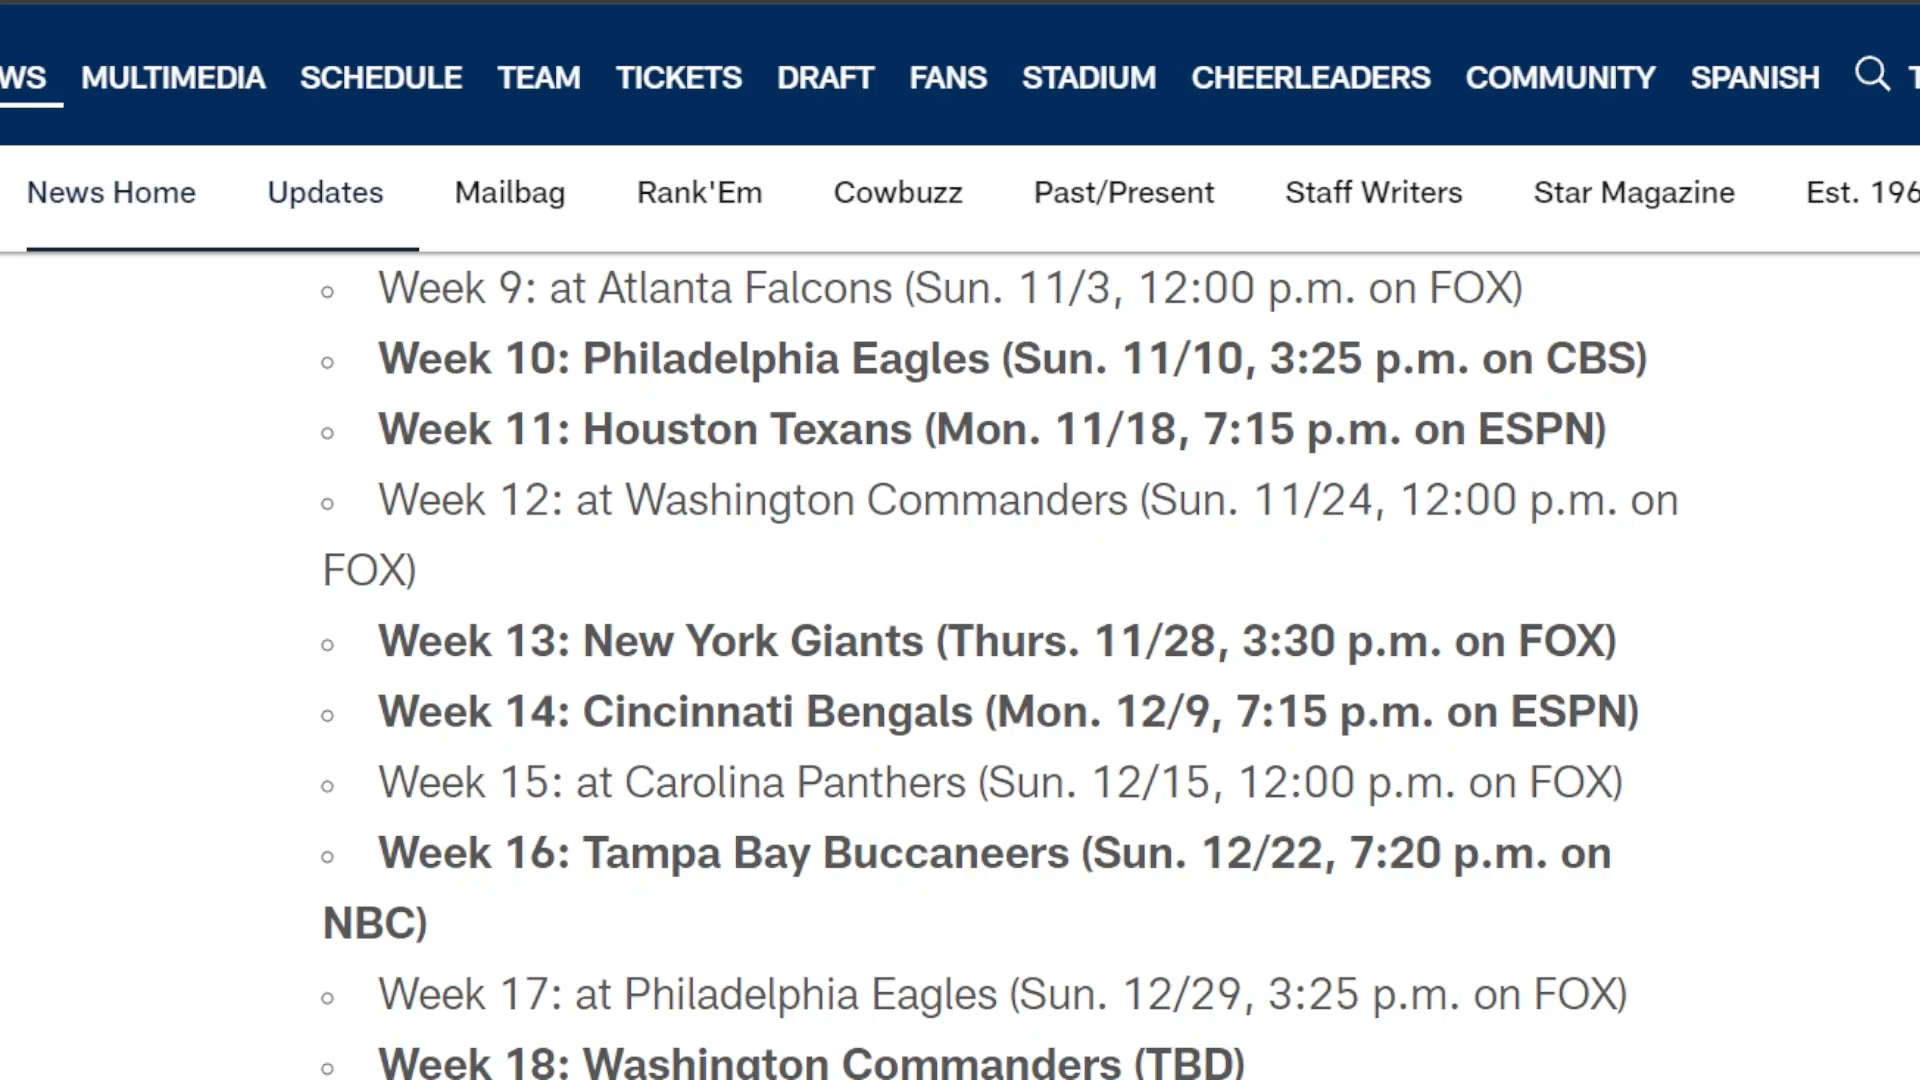 WS MULTIMEDIA SCHEDULE TEAM TICKETS DRAFT FANS STADIUM CHEERLEADERS COMMUNITY SPANISH T
News Home Updates Mailbag Rank'Em Cowbuzz Past/Present Staff Writers Star Magazine Est. 196
Week 9: at Atlanta Falcons (Sun. 11/3, 12:00 p.m. on FOX)
Week 10: Philadelphia Eagles (Sun. 11/10, 3:25 p.m. on CBS)
Week 11: Houston Texans (Mon. 11/18, 7:15 p.m. on ESPN)
Week 12: at Washington Commanders (Sun. 11/24, 12:00 p.m. on
FOX)
Week 13: New York Giants (Thurs. 11/28, 3:30 p.m. on FOX)
Week 14: Cincinnati Bengals (Mon. 12/9, 7:15 p.m. on ESPN)
Week 15: at Carolina Panthers (Sun. 12/15, 12:00 p.m. on FOX)
Week 16: Tampa Bay Buccaneers (Sun. 12/22, 7:20 p.m. on
NBC)
Week 17: at Philadelphia Eagles (Sun. 12/29, 3:25 p.m. on FOX)
Week 18: Washington Commanders (TBD)